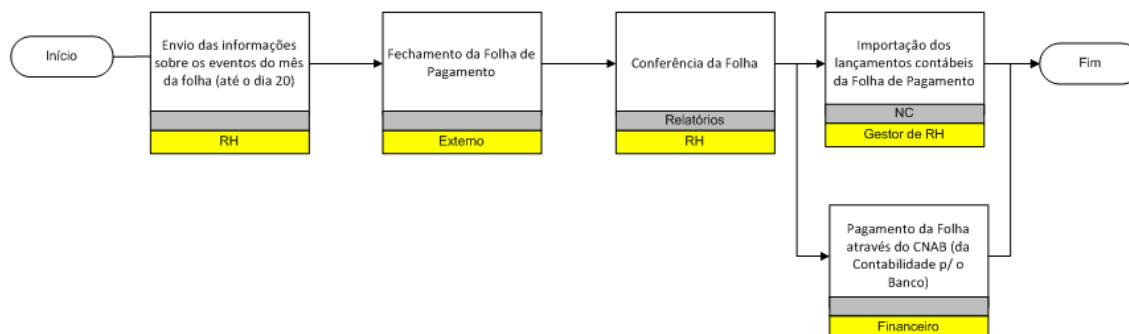 Início
Envio das informações
sobre os eventos do mês
da folha (até o dia 20)
RH
Fechamento da Folha de
Pagamento
Externo
Conferência da Folha
Relatórios
RH
Importação dos
lançamentos contábeis
da Folha de Pagamento
NC
Gestor de RH
Fim
Pagamento da Folha
através do CNAB (da
Contabilidade p/ o
Banco)
Financeiro